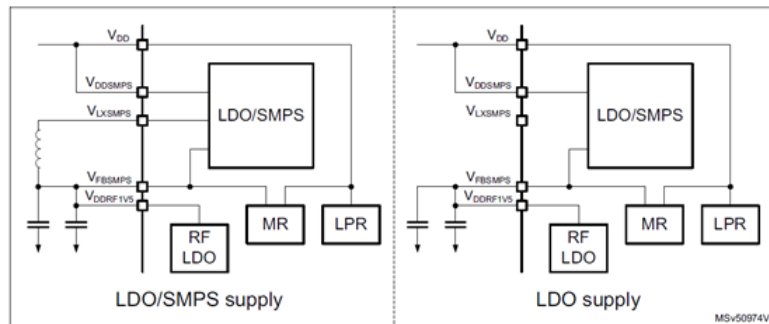 VDD
VDDSMPS
VLXSMPS
LDO/SMPS
VFBSMPS
VDDRF1V5
RF
LDO
MR
LPR
LDO/SMPS supply
VDD
VDDSMPS
VLXSMPS
LDO/SMPS
VFBSMPS
VDDRF1V5
RF
LDO
MR
LPR
LDO supply
MSv50974V